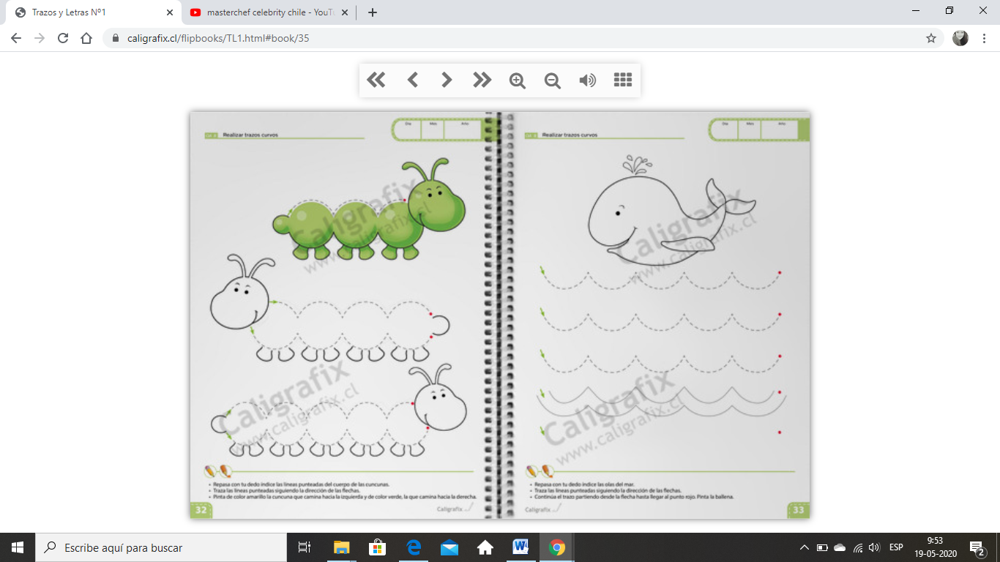 Trazos y Letras Nº1
masterchef celebrity chile - YouTu
caligrafix.cl/flipbooks/TL1.html#book/35
Realizar trazos curvos
Día Mes Año
Caligrafix
www.caligrafix.cl
Caligrafix
www.caligrafix.cl
• Repasa con tu dedo índice las líneas punteadas del cuerpo de las cuncunas.
• Traza las líneas punteadas siguiendo la dirección de las flechas.
• Pinta de color amarillo la cuncuna que camina hacia la izquierda y de color verde, la que camina hacia la derecha.
32
Caligrafix
Realizar trazos curvos
Día Mes Año
Caligrafix
www.caligrafix.cl
Caligrafix
www.caligrafix.cl
• Repasa con tu dedo índice las olas del mar.
• Traza las líneas punteadas siguiendo la dirección de las flechas.
• Continúa el trazo partiendo desde la flecha hasta llegar al punto rojo. Pinta la ballena.
Caligrafix
33
Escribe aquí para buscar
ESP
9:53
19-05-2020
2